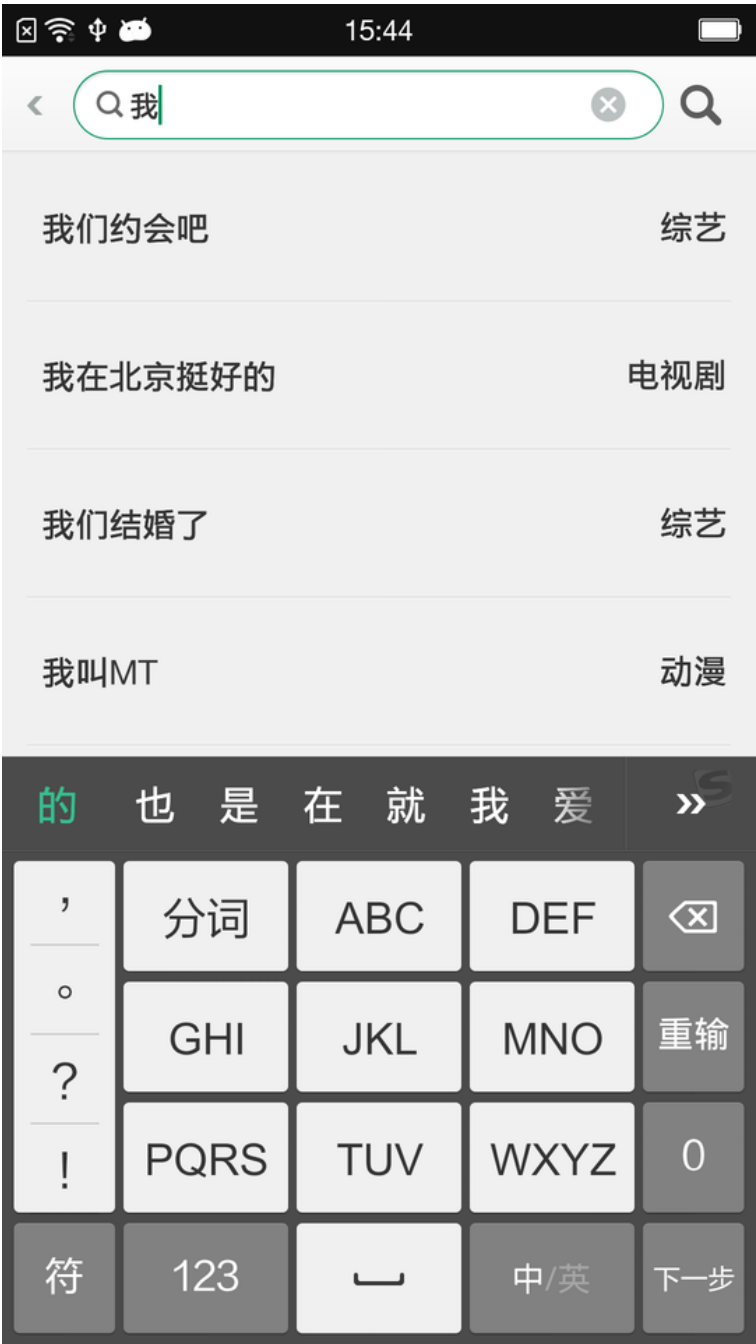 15:44
我
我们约会吧 综艺
我在北京挺好的 电视剧
我们结婚了 综艺
我叫MT 动漫
的 也 是 在 就 我 爱 »
， 分词 ABC DEF
。 GHI JKL MNO 重输
? PQRS TUV WXYZ 0
!
符 123 中/英 下一步